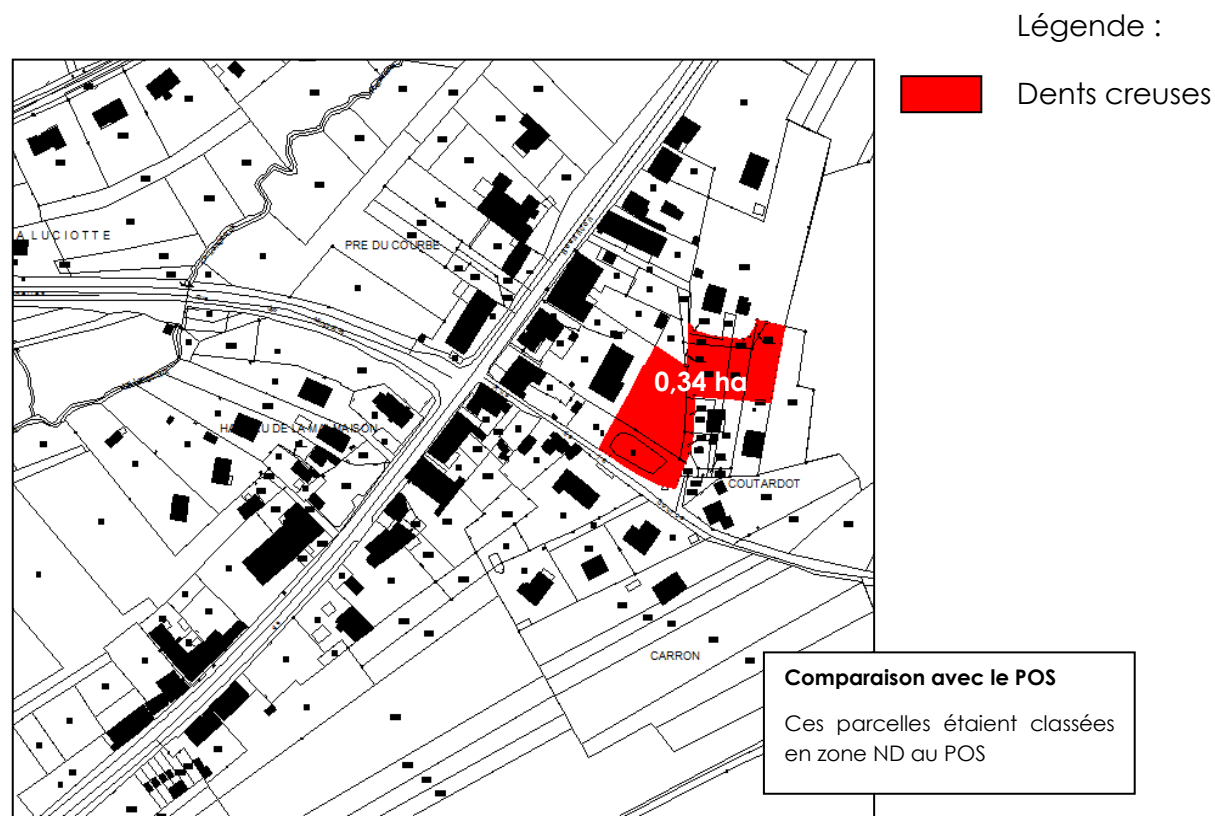 Légende :
Dents creuses
A LUCIOTTE
PRE DU COURBE
0,34 ha
COUTARDOT
CARRON
Comparaison avec le POS
Ces parcelles étaient classées
en zone ND au POS